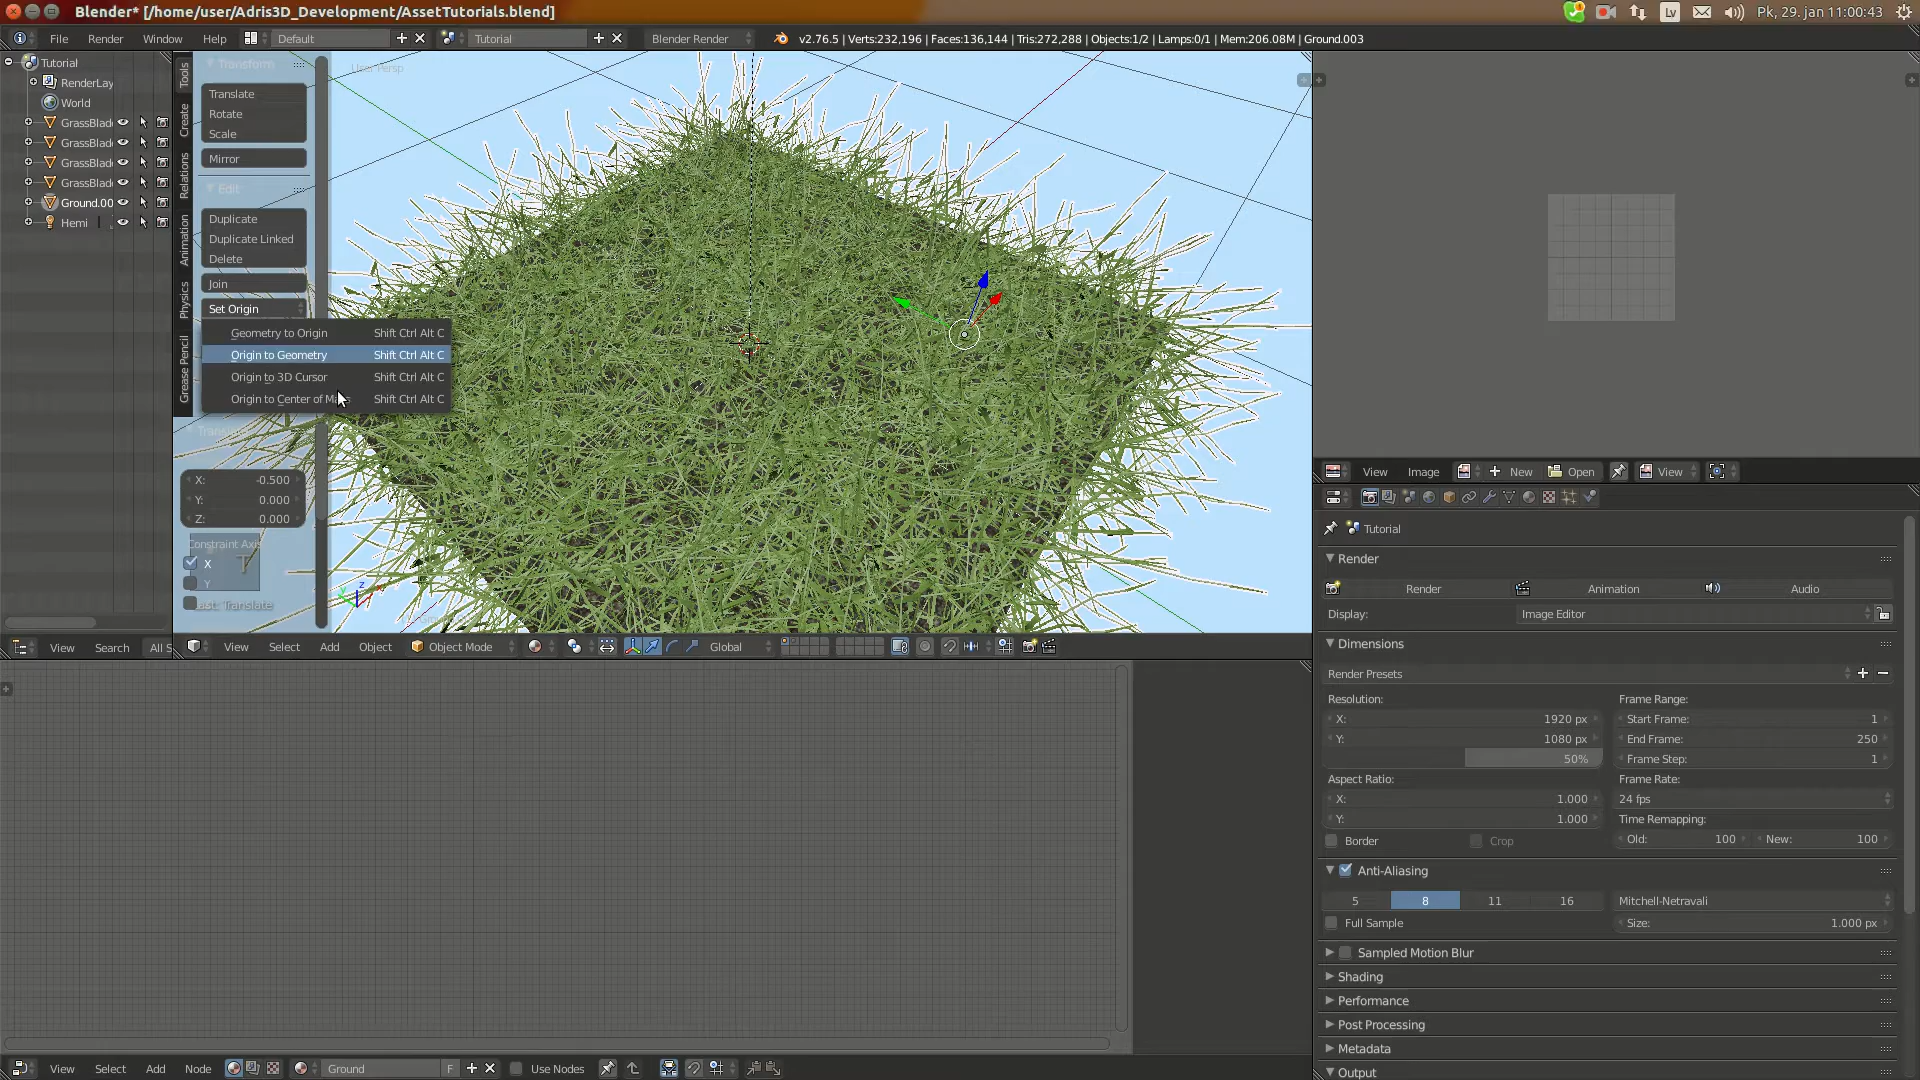 Blender* [/home/user/Adris3D_Development/AssetTutorials.blend]
Lv
Pk, 29. jan 11:00:43
File Render Window Help Default Tutorial Blender Render v2.76.5 | Verts:232,196 | Faces:136,144 | Tris:272,288 | Objects:1/2 | Lamps:0/1 | Mem:206.08M | Ground.003
Tutorial
RenderLay
World
GrassBlad
GrassBlad
GrassBlad
GrassBlad
Ground.00
Hemi
View Search All S
Tools
Create
Relations
Animation
Physics
Grease Pencil
Transform
Translate
Rotate
Scale
Mirror
Edit
Duplicate
Duplicate Linked
Delete
Join
Set Origin
Geometry to Origin Shift Ctrl Alt C
Origin to Geometry Shift Ctrl Alt C
Origin to 3D Cursor Shift Ctrl Alt C
Origin to Center of Shift Ctrl Alt C
X: -0.500
Y: 0.000
Z: 0.000
Constraint Axis
X
Y
Last: Translate
User Persp
View Select Add Object Object Mode Global
View Image New Open View
Tutorial
Render
Render Animation Audio
Display: Image Editor
Dimensions
Render Presets
Resolution: Frame Range:
X: 1920 px Start Frame: 1
Y: 1080 px End Frame: 250
50% Frame Step: 1
Aspect Ratio: Frame Rate:
X: 1.000 24 fps
Y: 1.000 Time Remapping:
Border Crop Old: 100 New: 100
Anti-Aliasing
5 8 11 16 Mitchell-Netravali
Full Sample Size: 1.000 px
Sampled Motion Blur
Shading
Performance
Post Processing
Metadata
Output
View Select Add Node Ground F Use Nodes